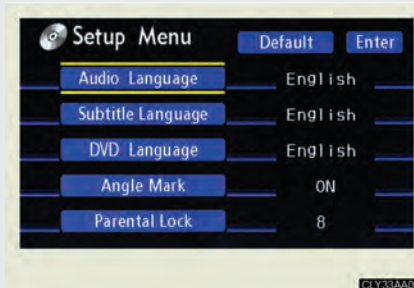 Setup Menu Default Enter
Audio Language English
Subtitle Language English
DVD Language English
Angle Mark ON
Parental Lock 8
CLY33AA0